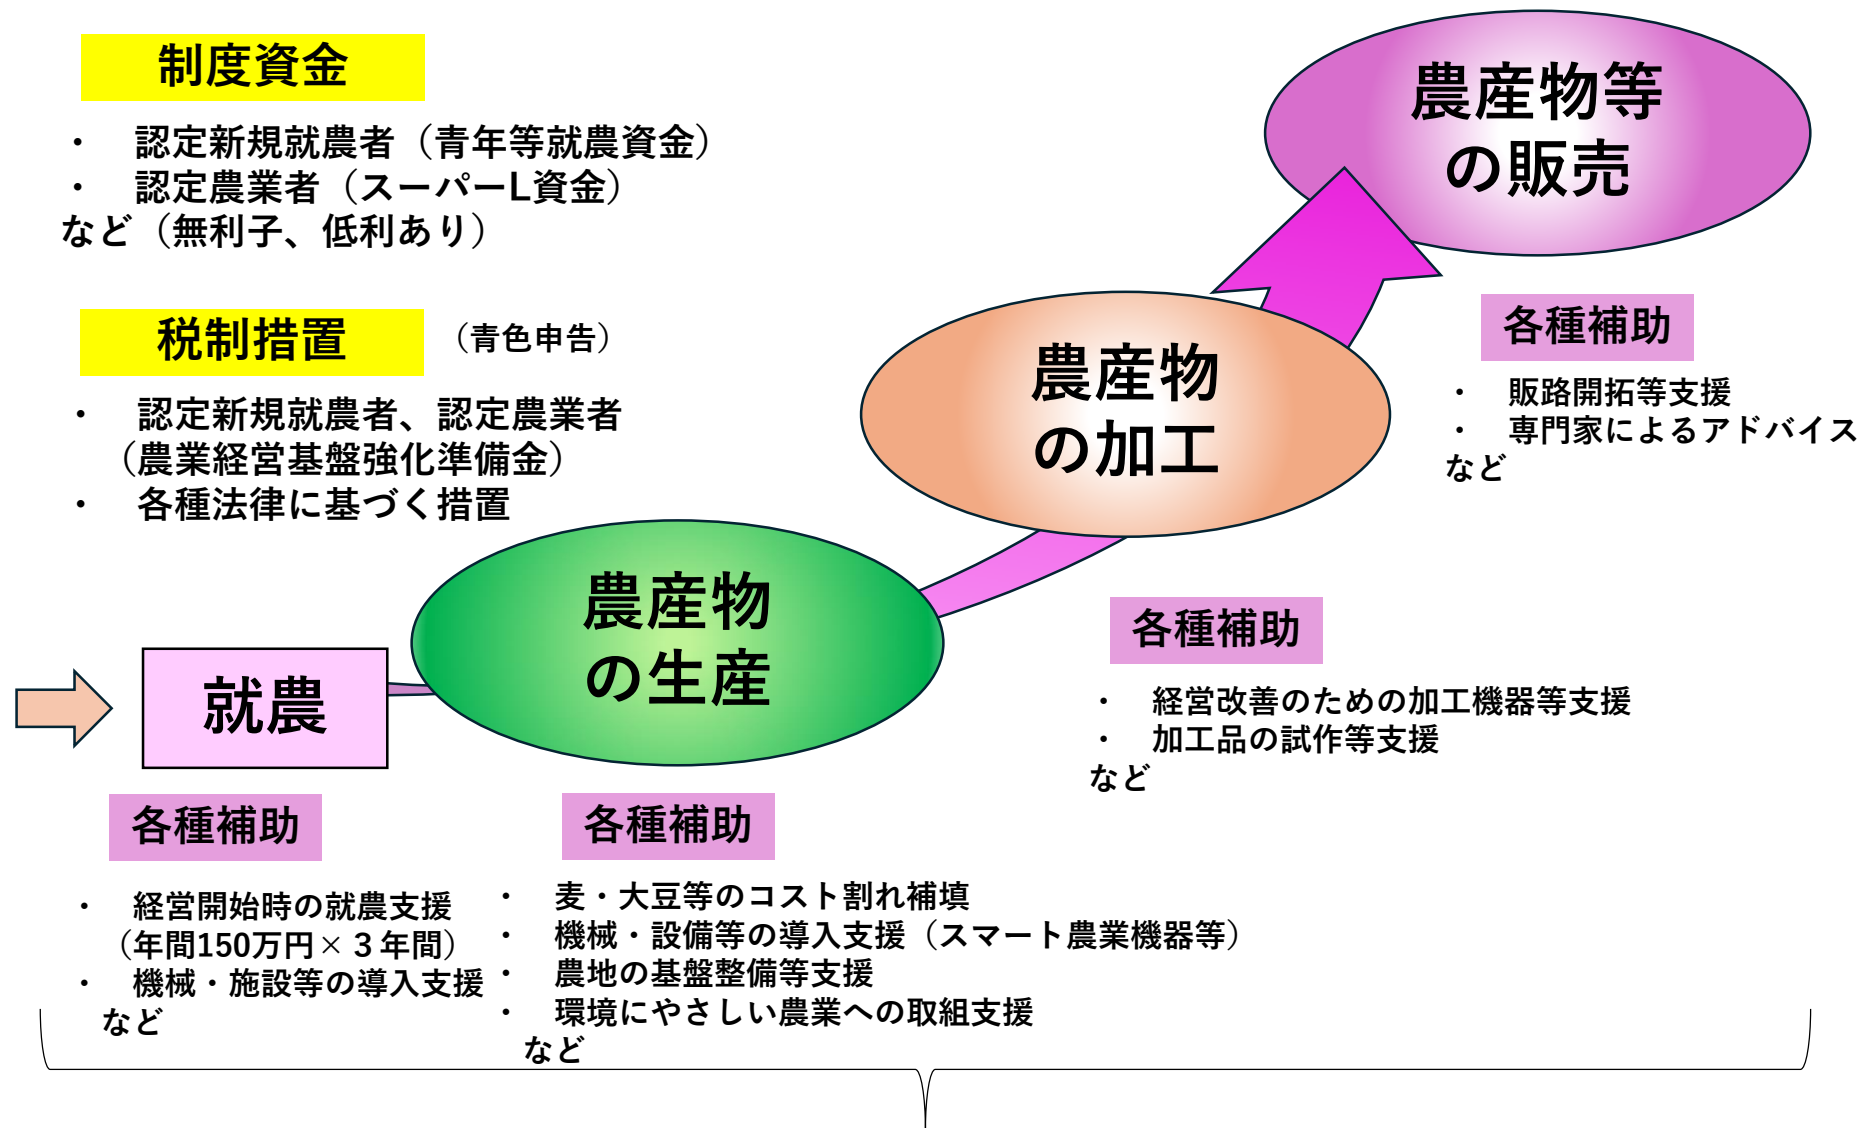 制度資金
・　認定新規就農者（青年等就農資金）
・　認定農業者（スーパーL資金）
など（無利子、低利あり）
税制措置
（青色申告）
・　認定新規就農者、認定農業者
（農業経営基盤強化準備金）
・　各種法律に基づく措置
農産物等
の販売
各種補助
・　販路開拓等支援
・　専門家によるアドバイス
など
農産物
の加工
各種補助
・　経営改善のための加工機器等支援
・　加工品の試作等支援
など
農産物
の生産
就農
各種補助
・　経営開始時の就農支援
（年間150万円×３年間）
・　機械・施設等の導入支援
など
各種補助
・　麦・大豆等のコスト割れ補填
・　機械・設備等の導入支援（スマート農業機器等）
・　農地の基盤整備等支援
・　環境にやさしい農業への取組支援
など